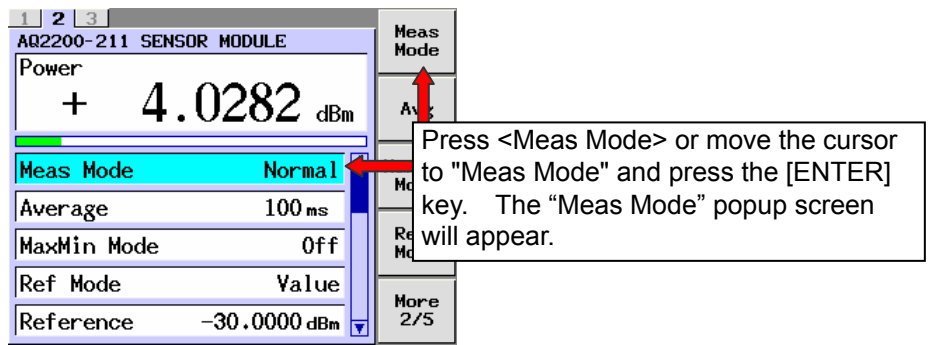 1 2 3
AQ2200-211 SENSOR MODULE
Power
+ 4.0282 dBm
Meas Mode Normal
Average 100 ms
MaxMin Mode Off
Ref Mode Value
Reference -30.0000 dBm
Meas
Mode
More
2/5
Press <Meas Mode> or move the cursor
to "Meas Mode" and press the [ENTER]
key. The “Meas Mode” popup screen
will appear.